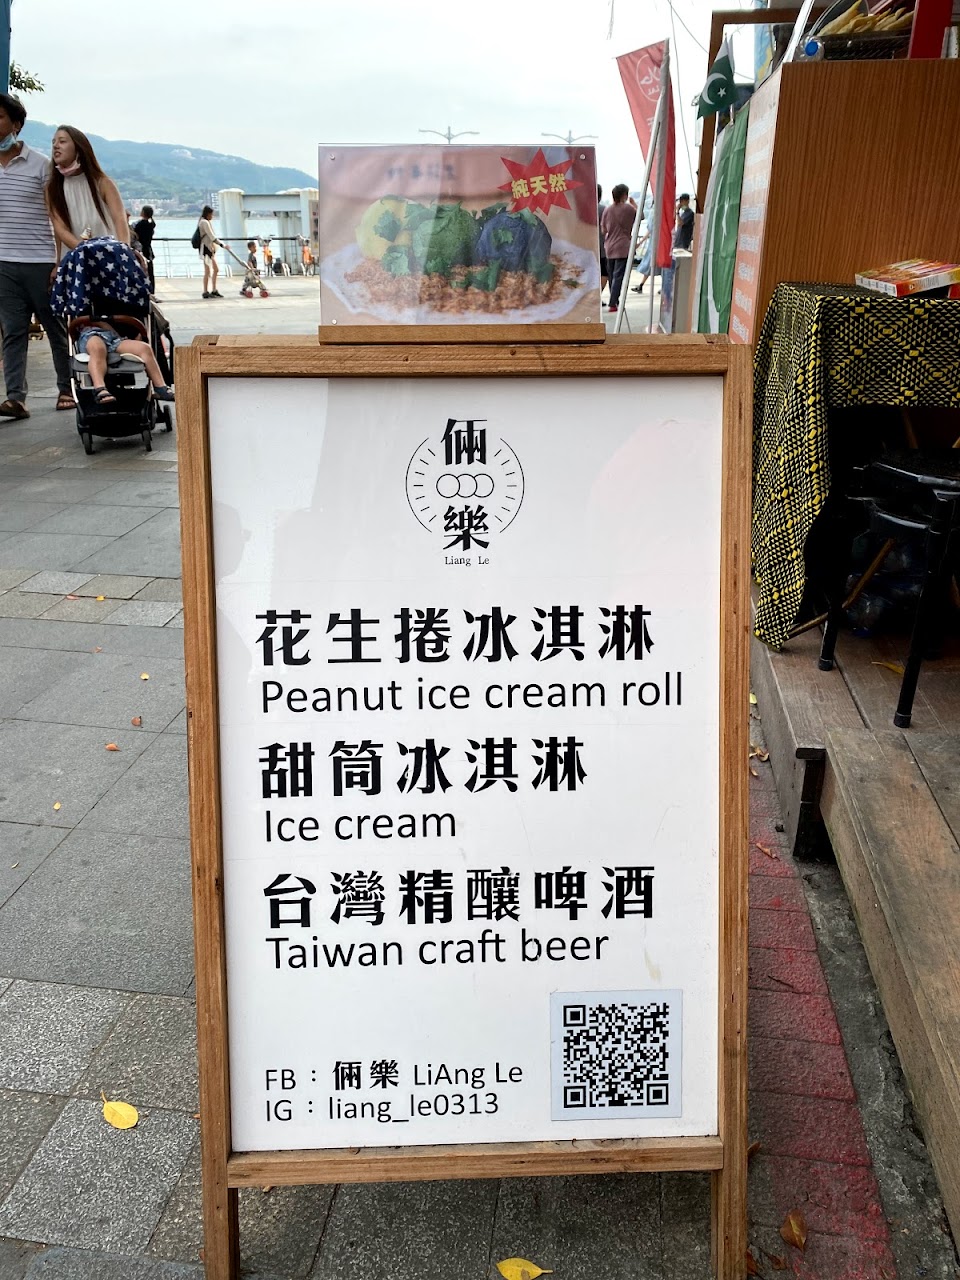 純天然
倆
樂
Liang Le
花生捲冰淇淋
Peanut ice cream roll
甜筒冰淇淋
Ice cream
台灣精釀啤酒
Taiwan craft beer
FB：倆樂 LiAng Le
IG：liang_le0313